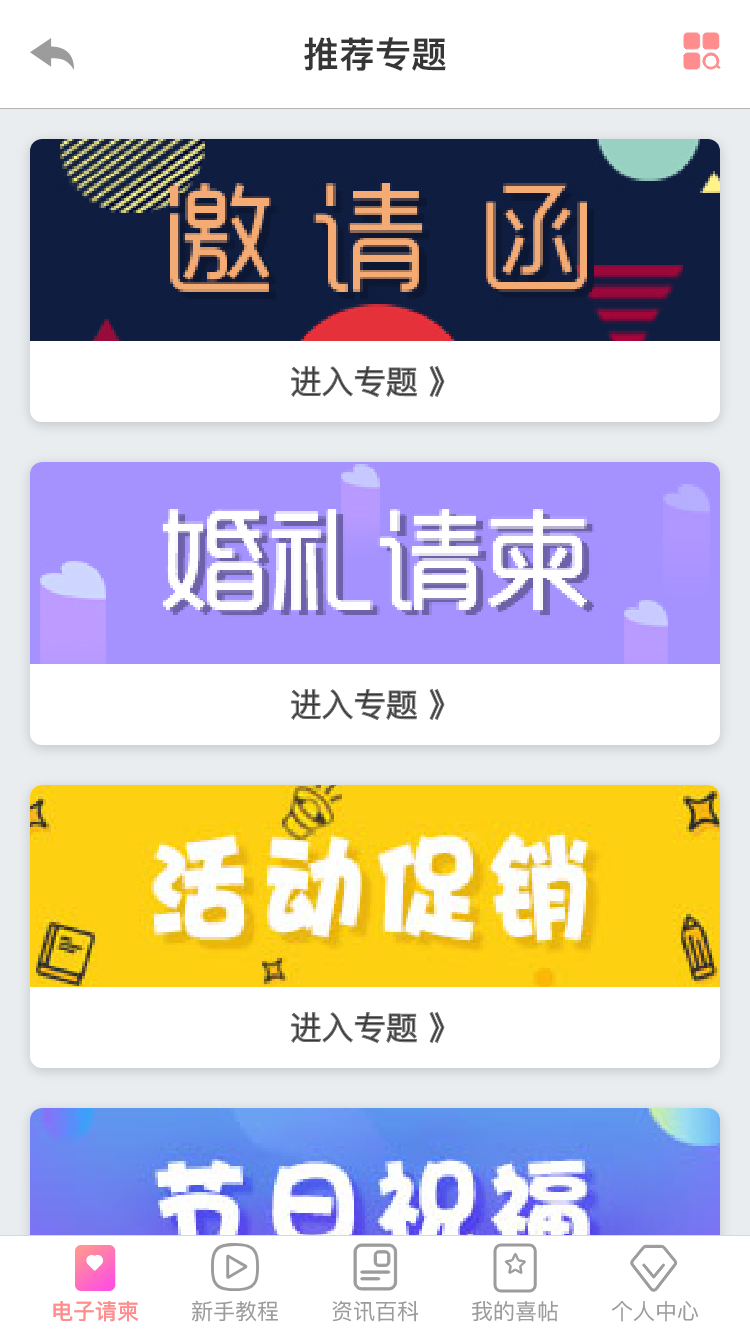 推荐专题
邀请函
进入专题 》
婚礼请柬
进入专题 》
活动促销
进入专题 》
节日祝福
电子请柬
新手教程
资讯百科
我的喜帖
个人中心